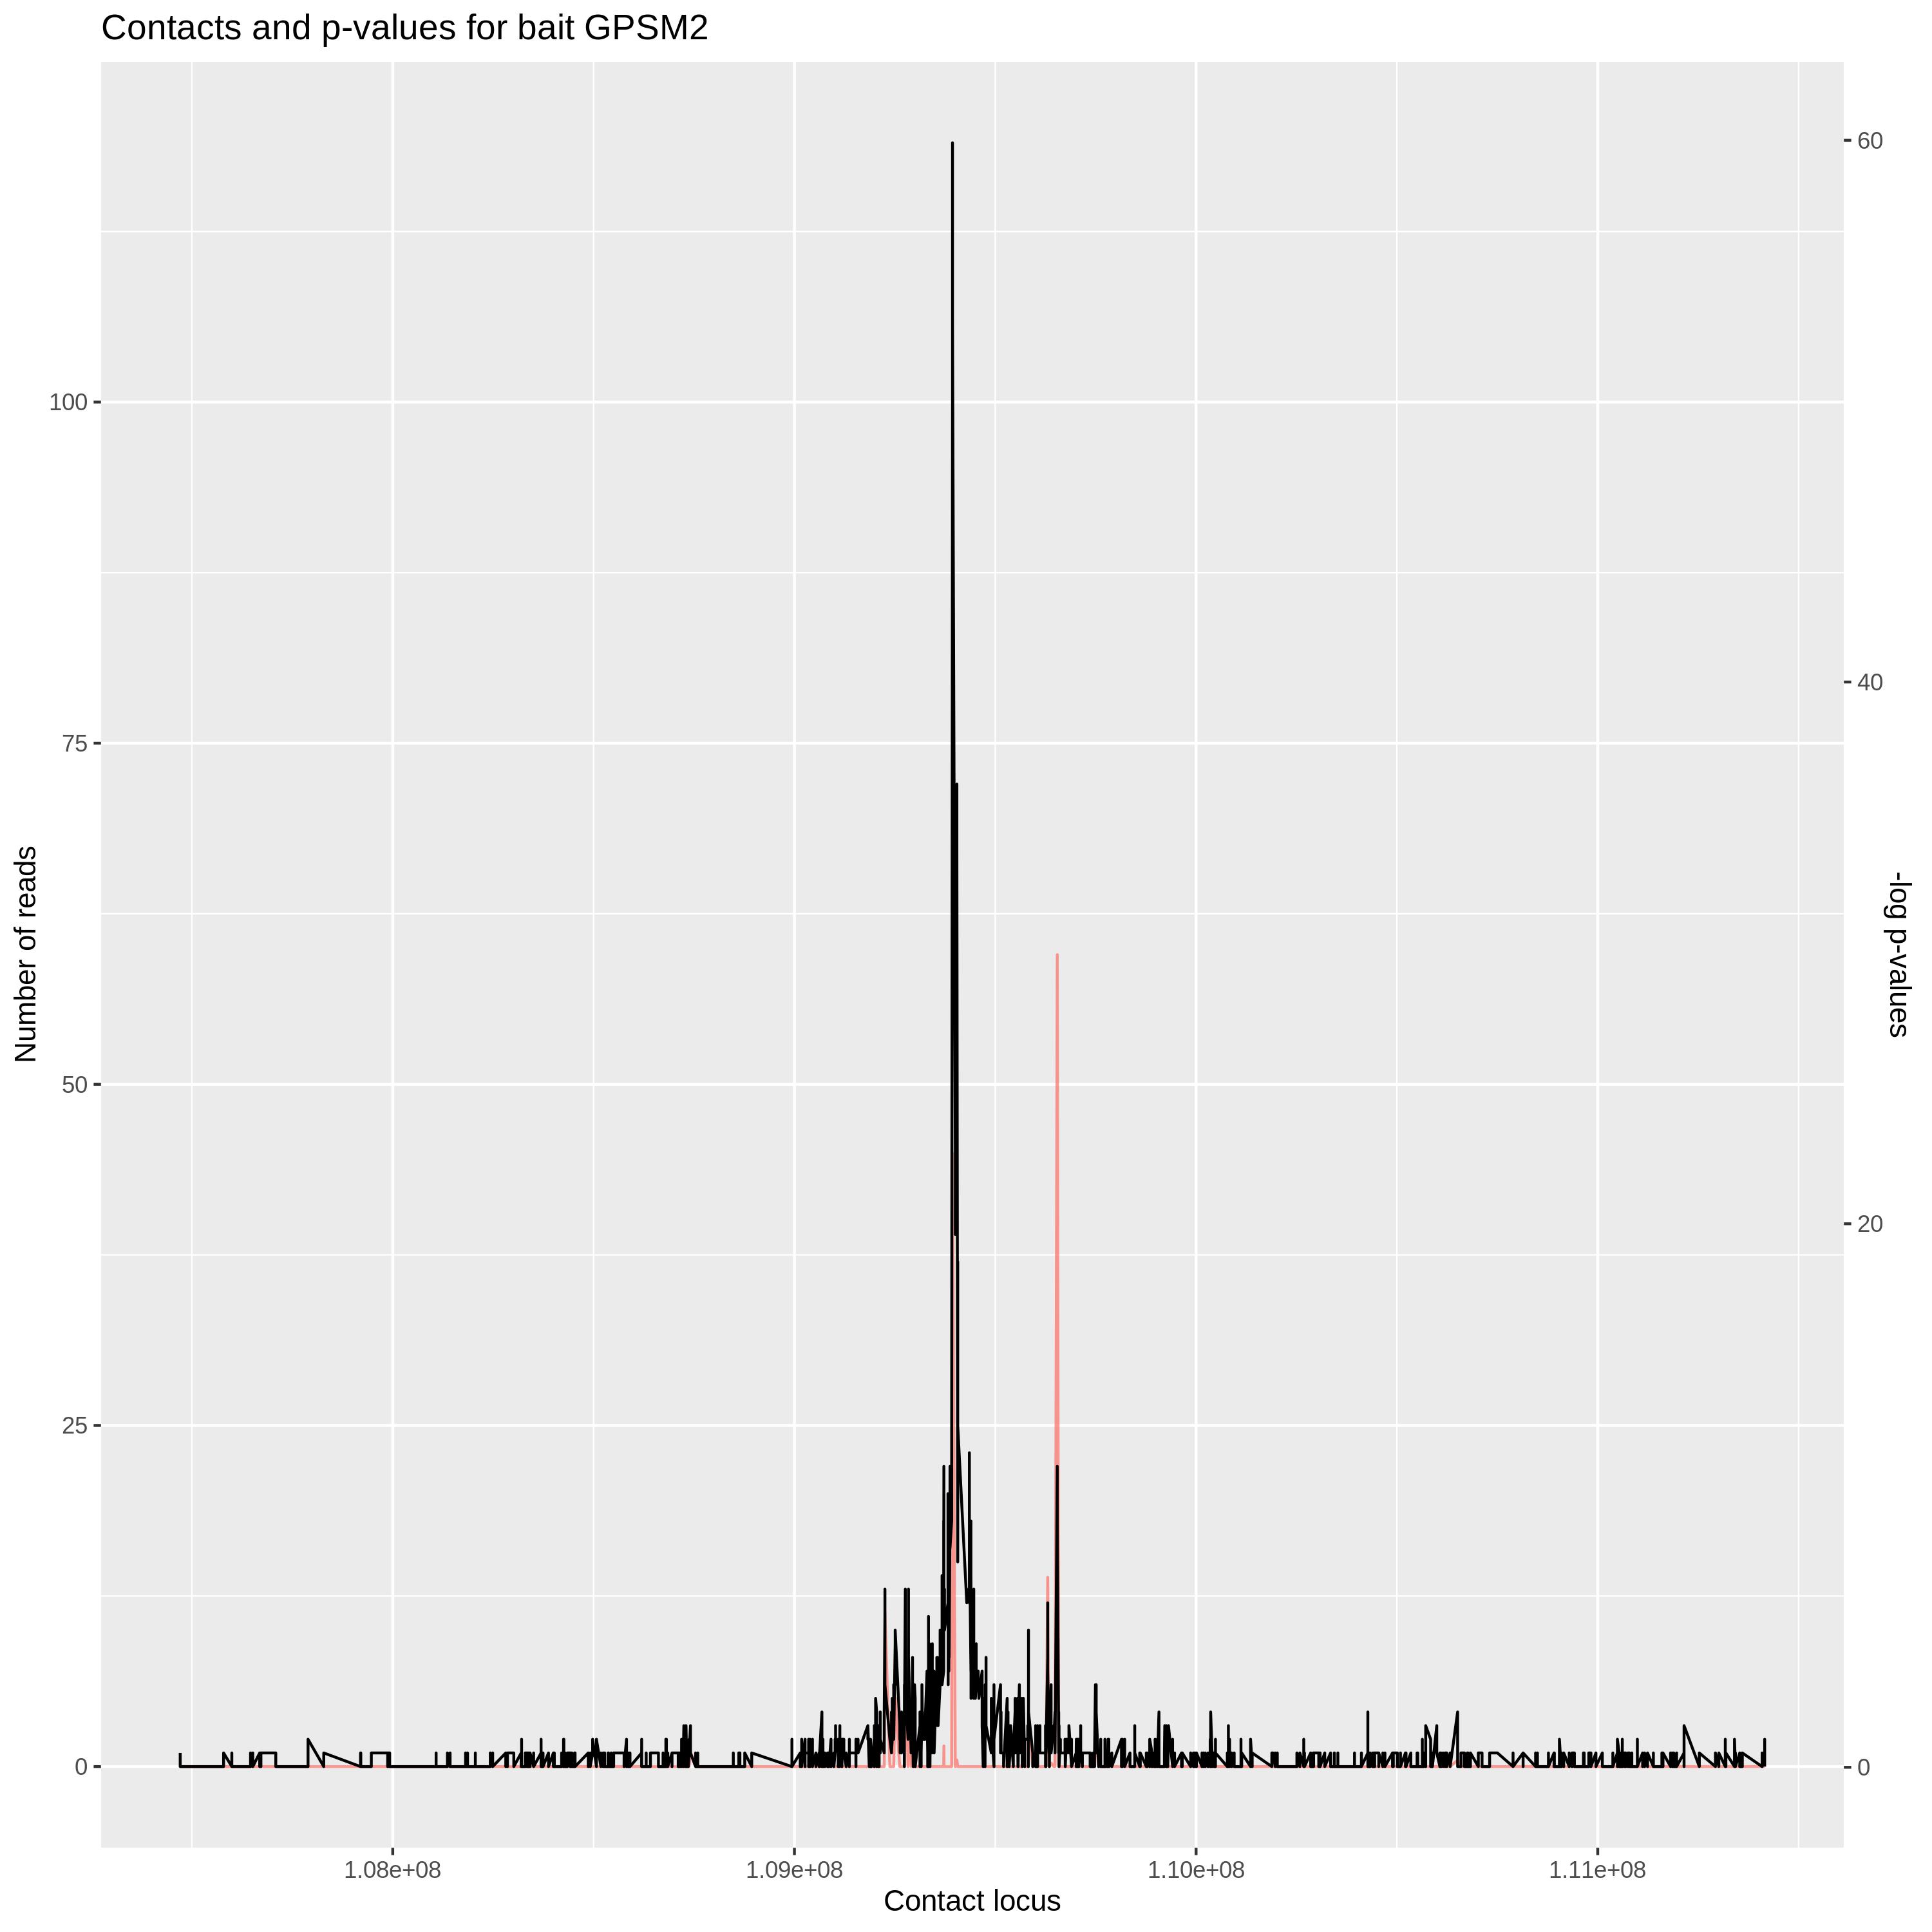 Contacts and p-values for bait GPSM2
100
75
50
25
0
Number of reads
60
40
20
0
-log p-values
1.08e+08
1.09e+08
1.10e+08
1.11e+08
Contact locus